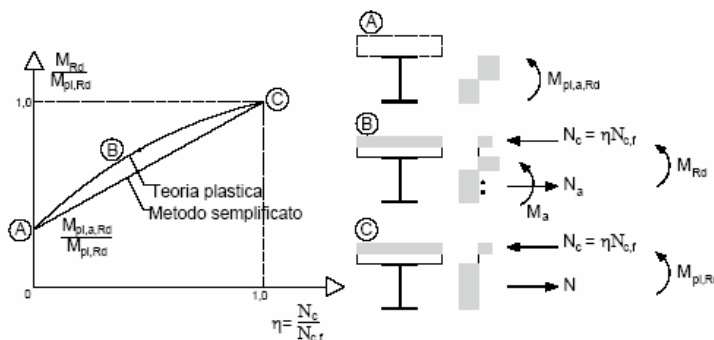 M_Rd
M_pl,Rd
1,0
A
B
C
Teoria plastica
Metodo semplificato
M_pl,a,Rd
M_pl,Rd
0
1,0
η= N_c
N_c,f
A
M_pl,a,Rd
B
N_c = ηN_c,f
M_Rd
N_a
M_a
C
N_c = ηN_c,f
N